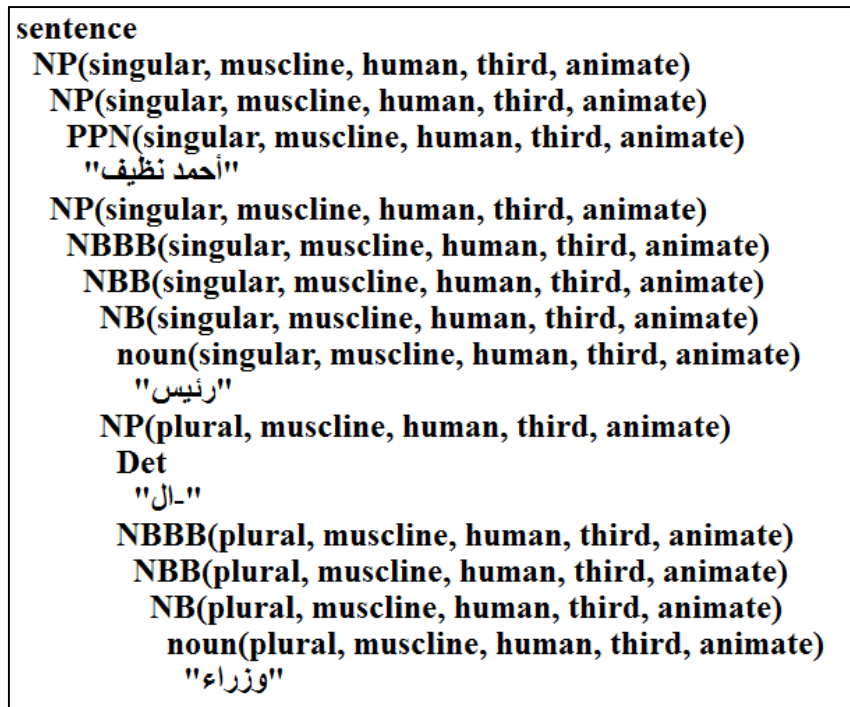 sentence
NP(singular, muscline, human, third, animate)
NP(singular, muscline, human, third, animate)
PPN(singular, muscline, human, third, animate)
"أحمد نظيف"
NP(singular, muscline, human, third, animate)
NBBB(singular, muscline, human, third, animate)
NBB(singular, muscline, human, third, animate)
NB(singular, muscline, human, third, animate)
noun(singular, muscline, human, third, animate)
"رئيس"
NP(plural, muscline, human, third, animate)
Det
"ال-"
NBBB(plural, muscline, human, third, animate)
NBB(plural, muscline, human, third, animate)
NB(plural, muscline, human, third, animate)
noun(plural, muscline, human, third, animate)
"وزراء"